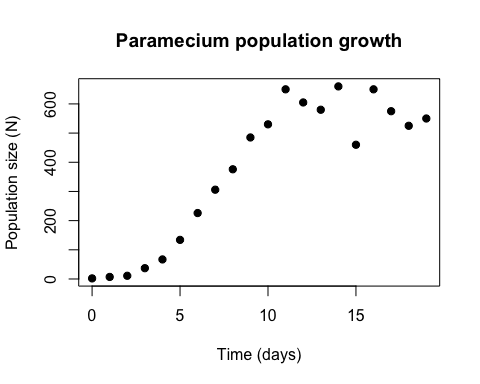 Paramecium population growth
Population size (N)
600
400
200
0
0 5 10 15
Time (days)